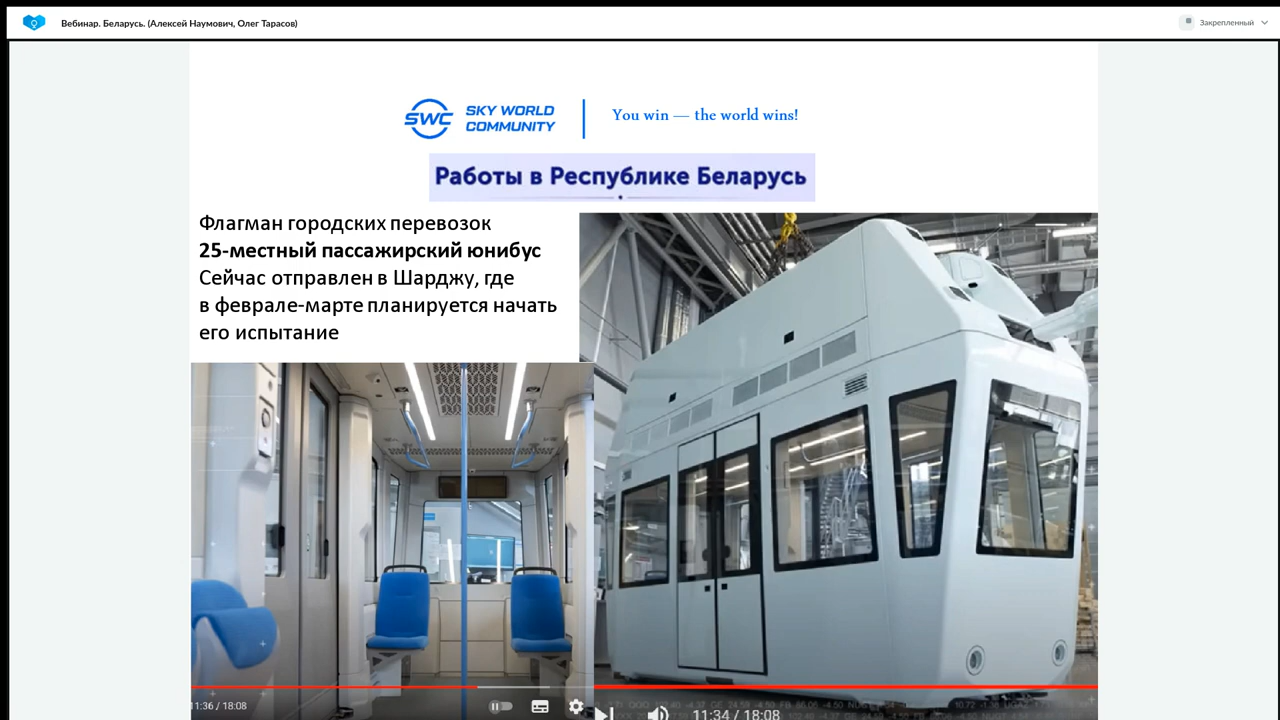 Вебинар. Беларусь. (Алексей Наумович, Олег Тарасов)
Закрепленный
SWC SKY WORLD COMMUNITY
You win — the world wins!
Работы в Республике Беларусь
Флагман городских перевозок
25-местный пассажирский юнибус
Сейчас отправлен в Шарджу, где
в феврале-марте планируется начать
его испытание
11:36 / 18:08
11:34 / 18:08